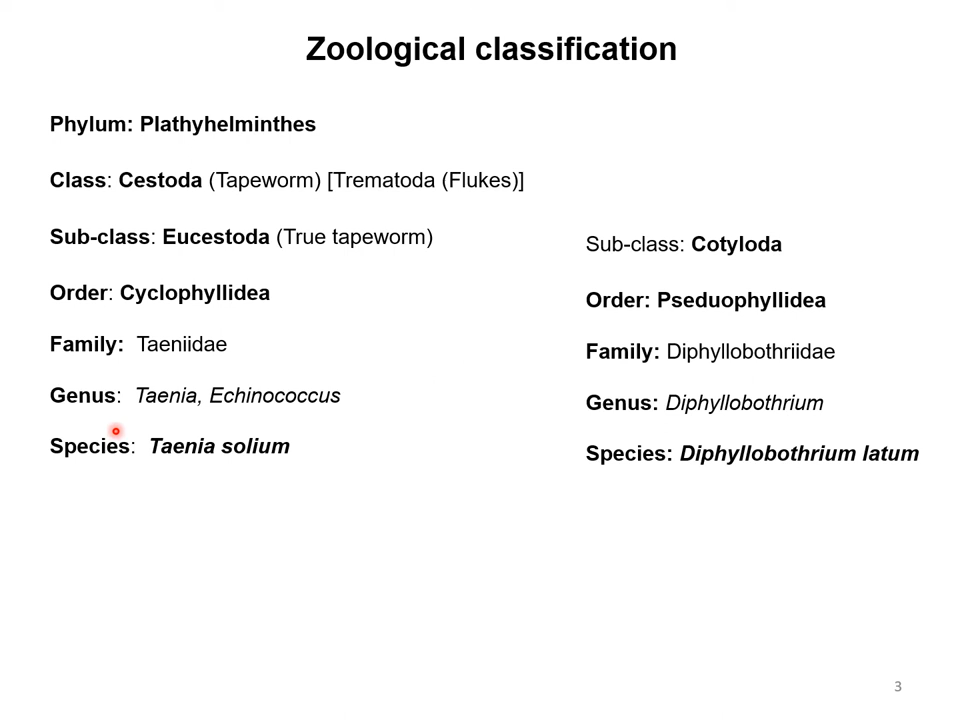 Zoological classification
Phylum: Plathyhelminthes
Class: Cestoda (Tapeworm) [Trematoda (Flukes)]
Sub-class: Eucestoda (True tapeworm)
Order: Cyclophyllidea
Family: Taeniidae
Genus: Taenia, Echinococcus
Species: Taenia solium
Sub-class: Cotyloda
Order: Pseduophyllidea
Family: Diphyllobothriidae
Genus: Diphyllobothrium
Species: Diphyllobothrium latum
3